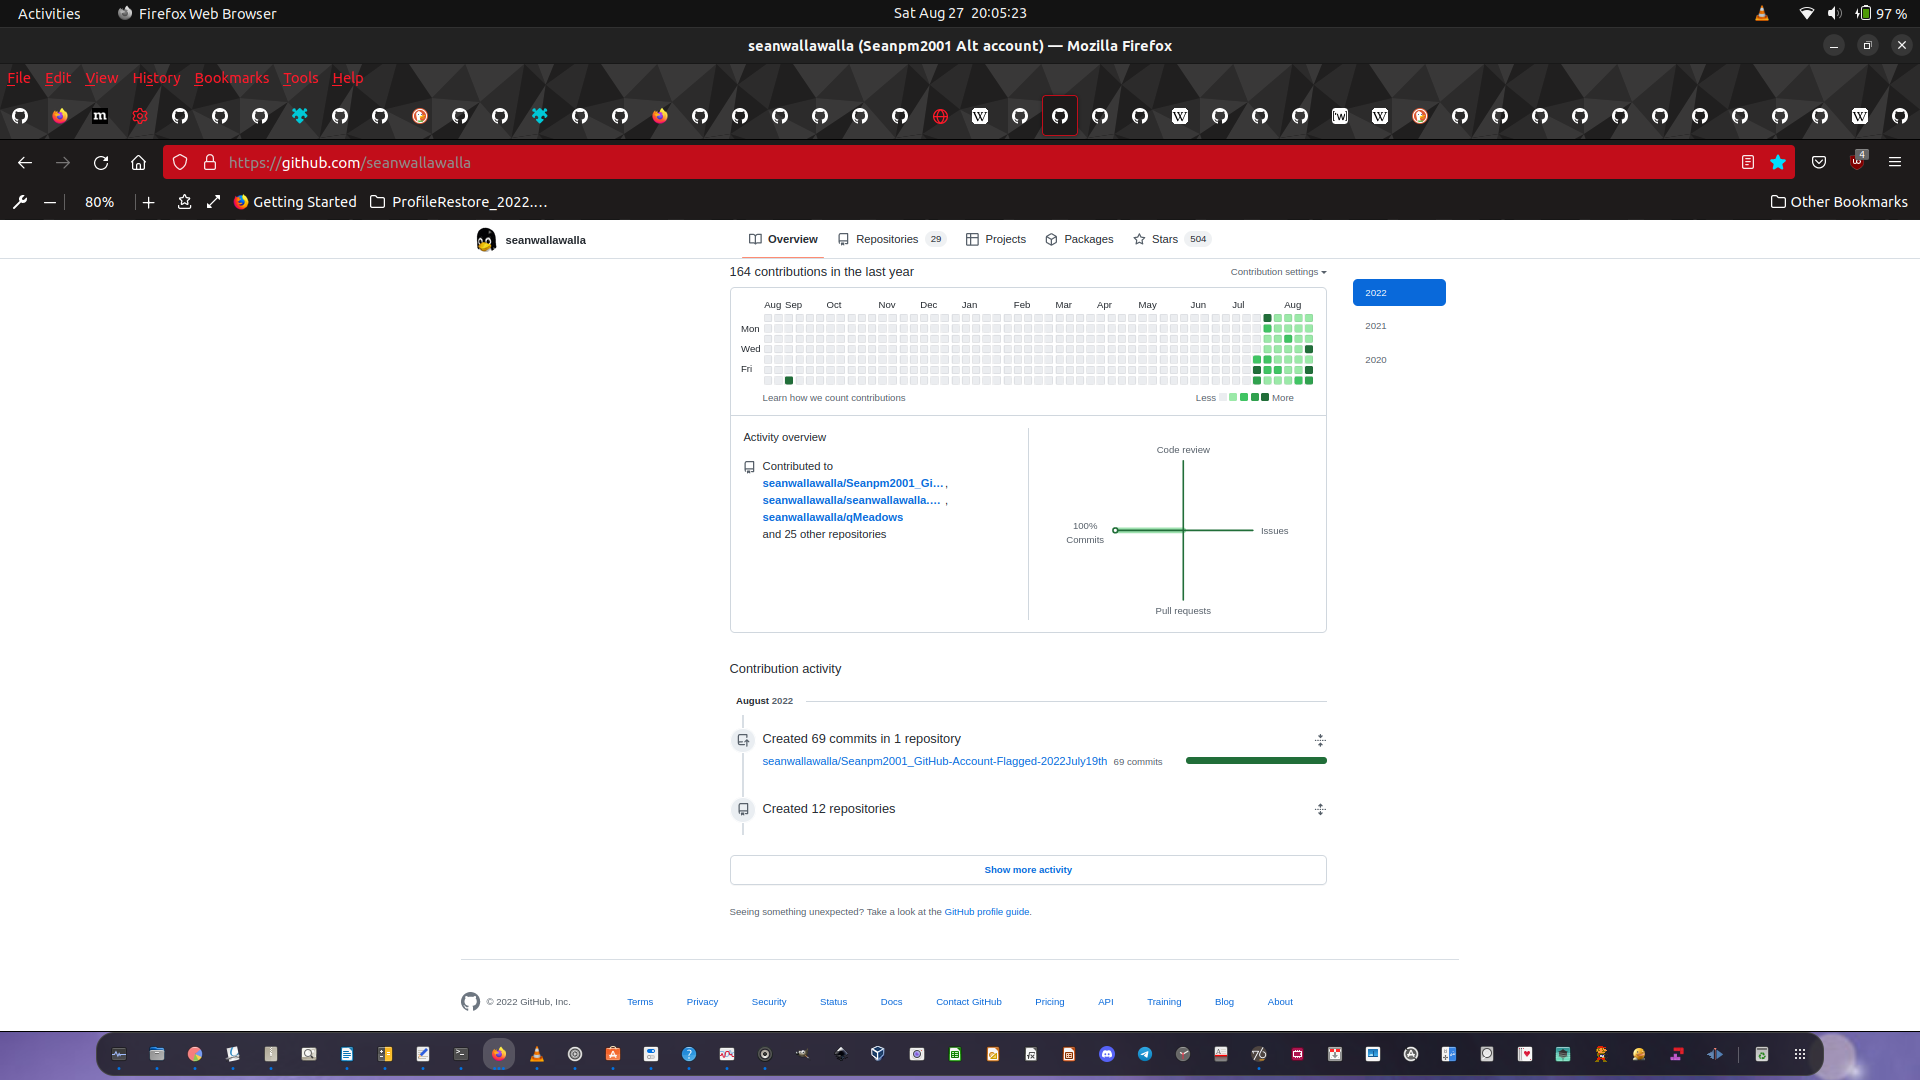 Activities Firefox Web Browser Sat Aug 27 20:05:23 97 %
seanwallawalla (Seanpm2001 Alt account) — Mozilla Firefox
File Edit View History Bookmarks Tools Help
https://github.com/seanwallawalla 4
80% Getting Started ProfileRestore_2022.... Other Bookmarks
seanwallawalla Overview Repositories 29 Projects Packages Stars 504
164 contributions in the last year Contribution settings
2022
2021
2020
Aug Sep Oct Nov Dec Jan Feb Mar Apr May Jun Jul Aug
Mon
Wed
Fri
Learn how we count contributions Less More
Activity overview
Contributed to
seanwallawalla/Seanpm2001_Gi…,
seanwallawalla/seanwallawalla.… ,
seanwallawalla/qMeadows
and 25 other repositories
Code review
100%
Commits
Issues
Pull requests
Contribution activity
August 2022
Created 69 commits in 1 repository
seanwallawalla/Seanpm2001_GitHub-Account-Flagged-2022July19th 69 commits
Created 12 repositories
Show more activity
Seeing something unexpected? Take a look at the GitHub profile guide.
© 2022 GitHub, Inc. Terms Privacy Security Status Docs Contact GitHub Pricing API Training Blog About